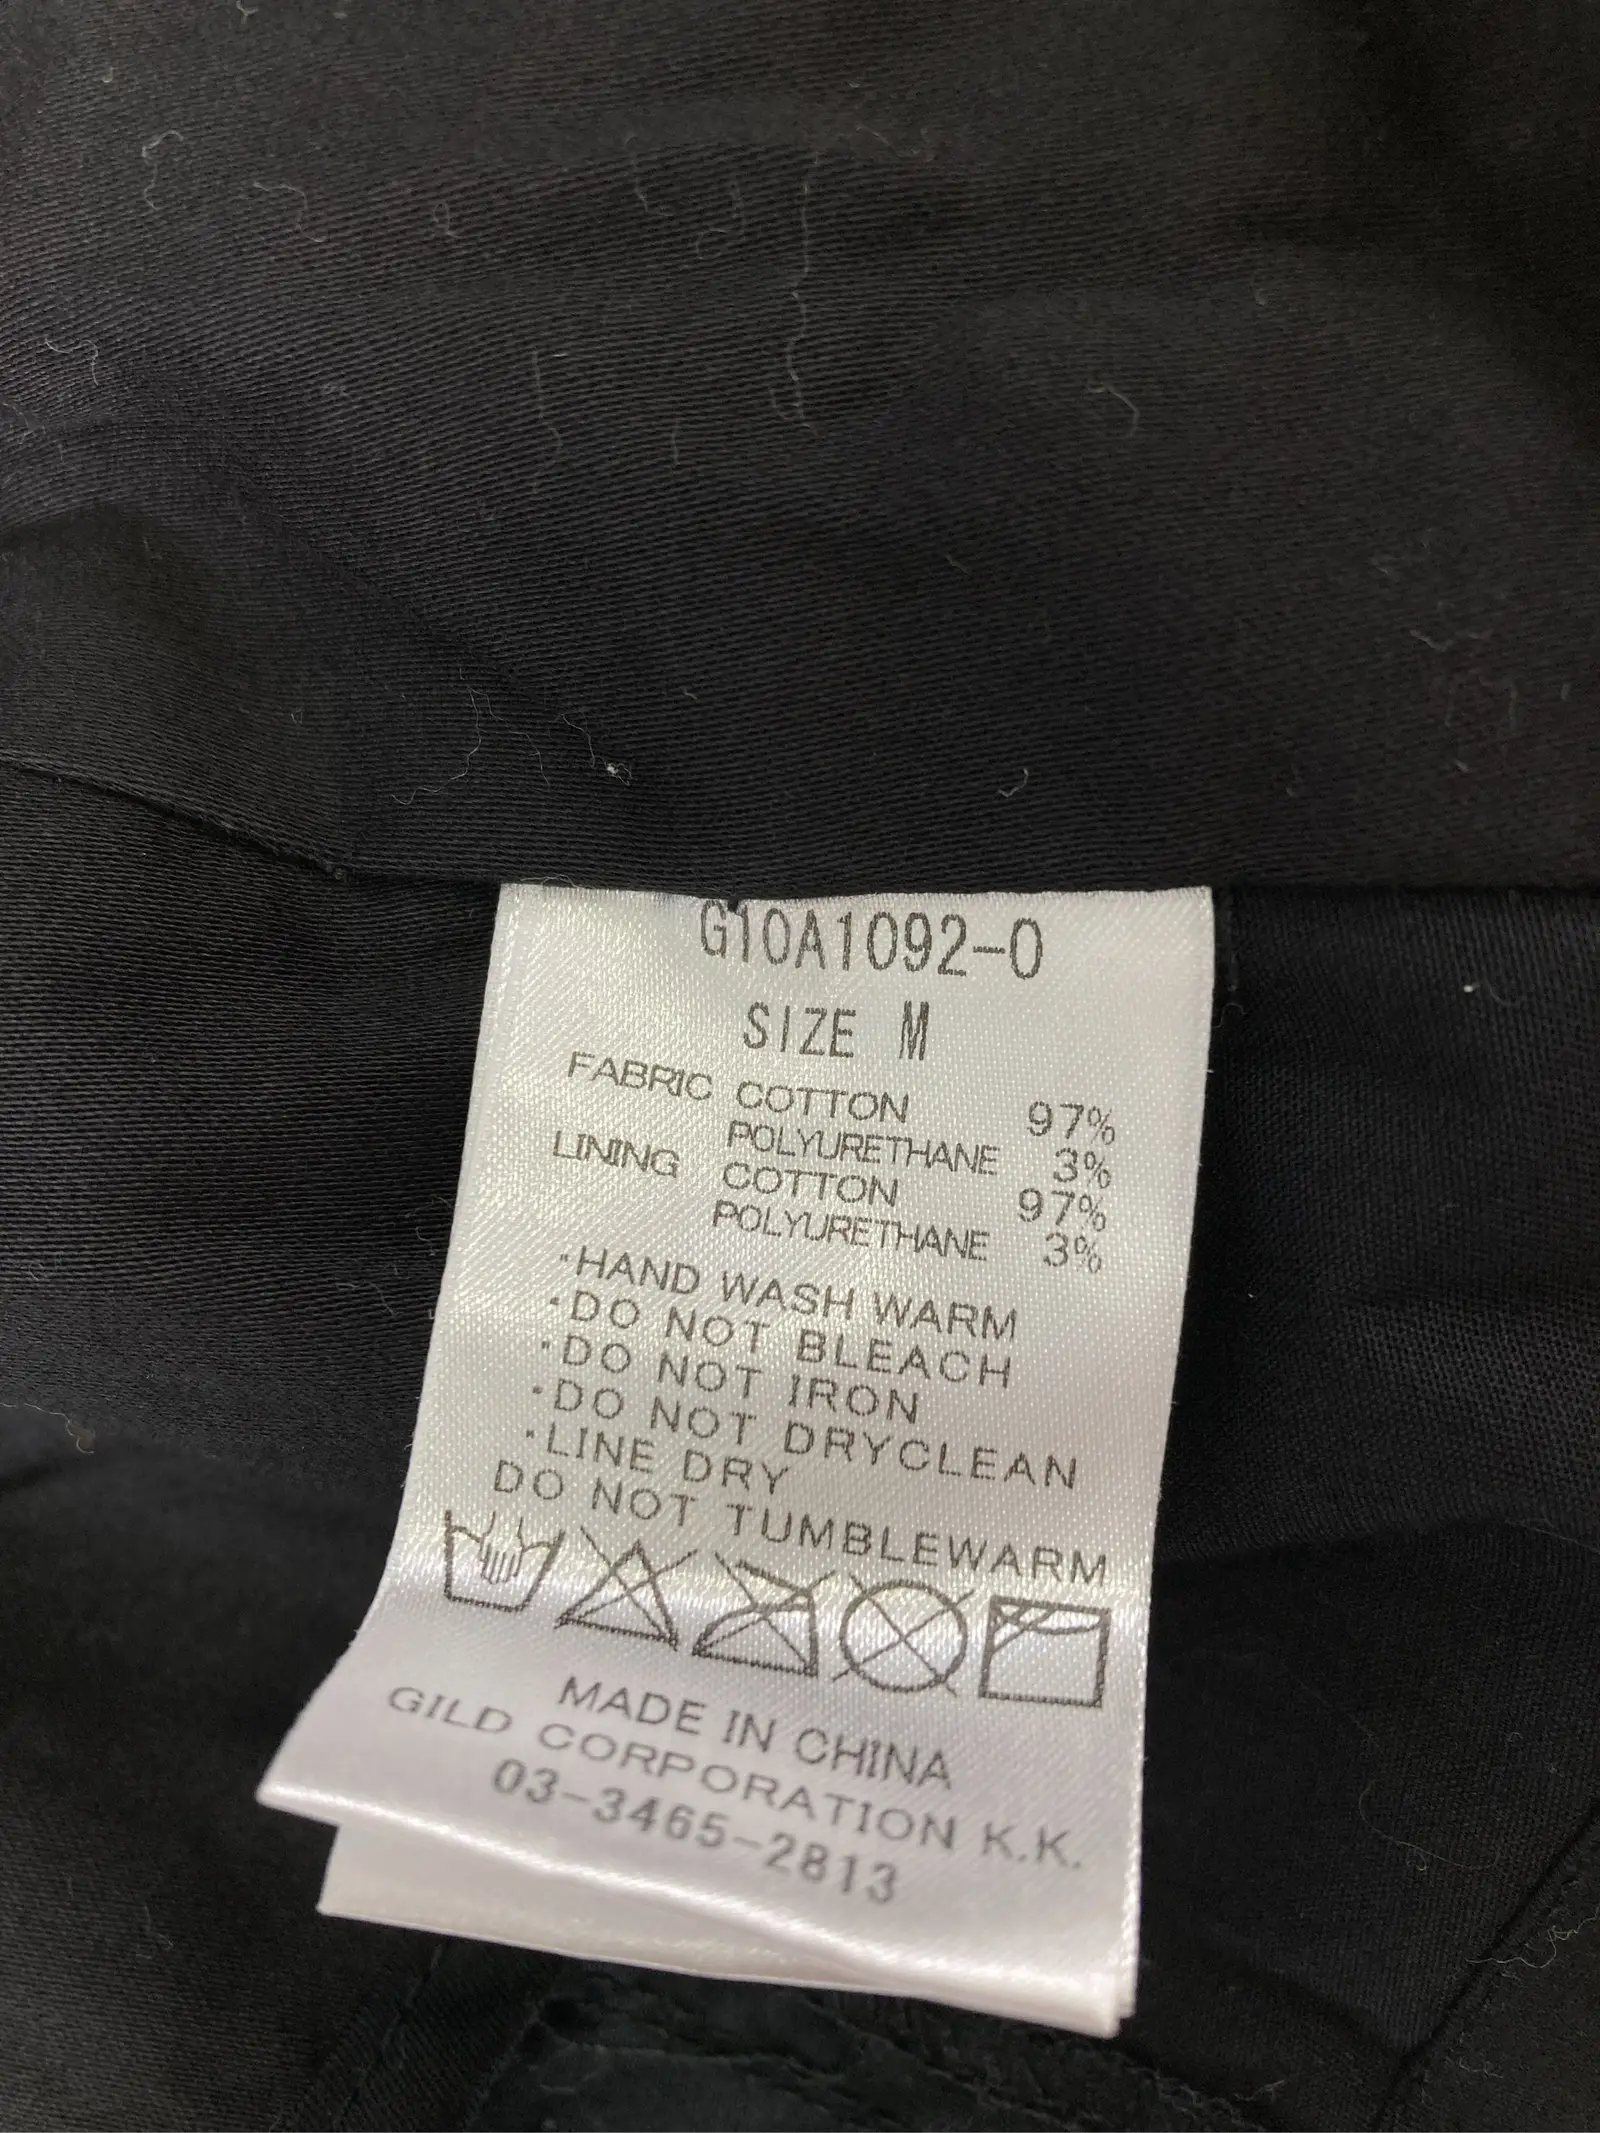 G10A1092-0
SIZE M
FABRIC COTTON 97%
POLYURETHANE 3%
LINING COTTON 97%
POLYURETHANE 3%
·HAND WASH WARM
·DO NOT BLEACH
·DO NOT IRON
·DO NOT DRYCLEAN
·LINE DRY
DO NOT TUMBLEWARM
MADE IN CHINA
GILD CORPORATION K.K.
03-3465-2813